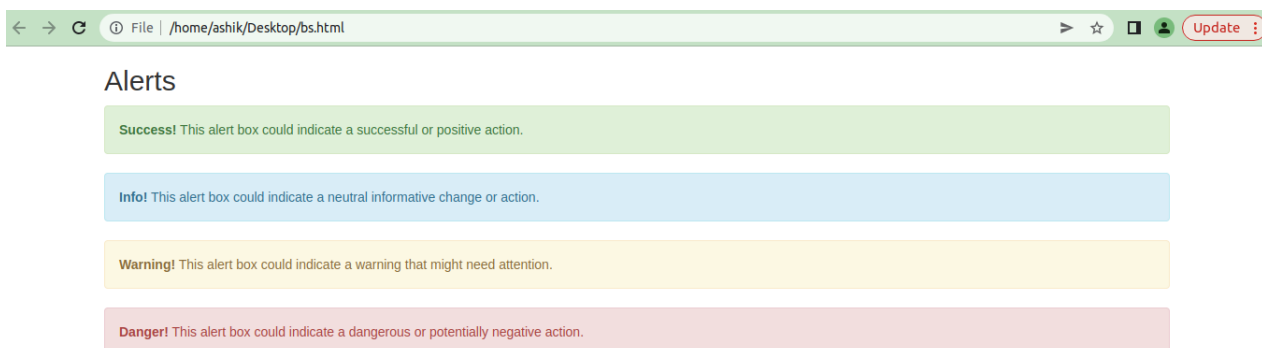 File | /home/ashik/Desktop/bs.html Update
Alerts
Success! This alert box could indicate a successful or positive action.
Info! This alert box could indicate a neutral informative change or action.
Warning! This alert box could indicate a warning that might need attention.
Danger! This alert box could indicate a dangerous or potentially negative action.